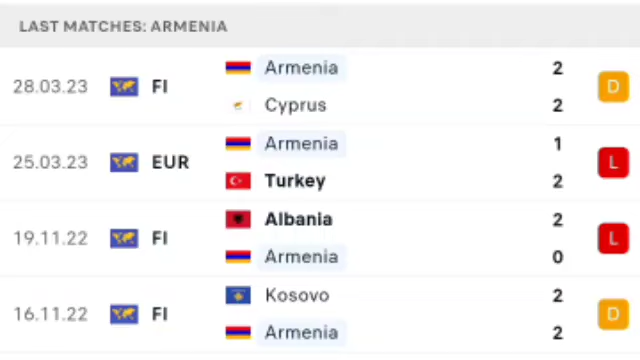 LAST MATCHES: ARMENIA
Armenia 2
28.03.23 FI D
Cyprus 2
Armenia 1
25.03.23 EUR L
Turkey 2
Albania 2
19.11.22 FI L
Armenia 0
Kosovo 2
16.11.22 FI D
Armenia 2